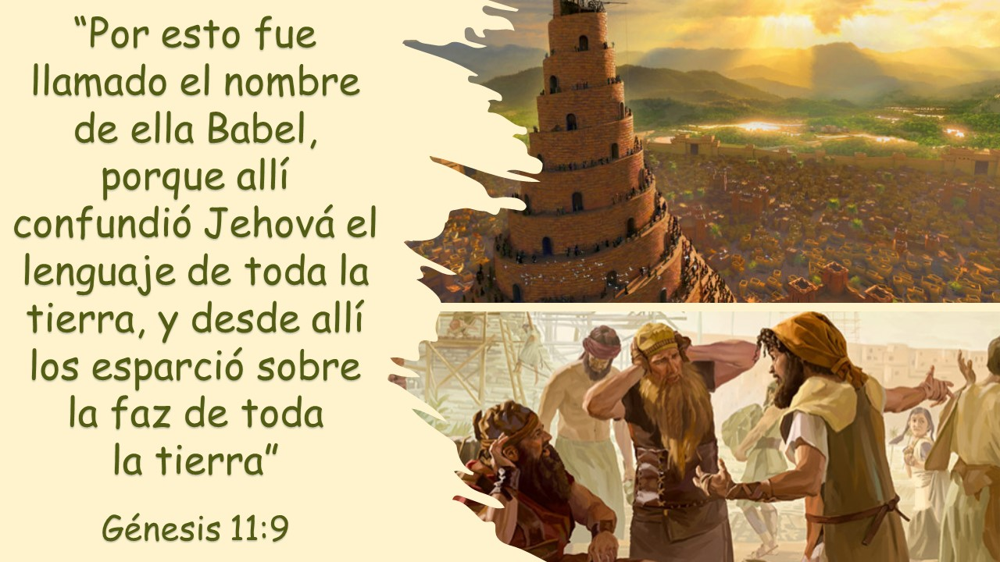 “Por esto fue
llamado el nombre
de ella Babel,
porque allí
confundió Jehová el
lenguaje de toda la
tierra, y desde allí
los esparció sobre
la faz de toda
la tierra”
Génesis 11:9